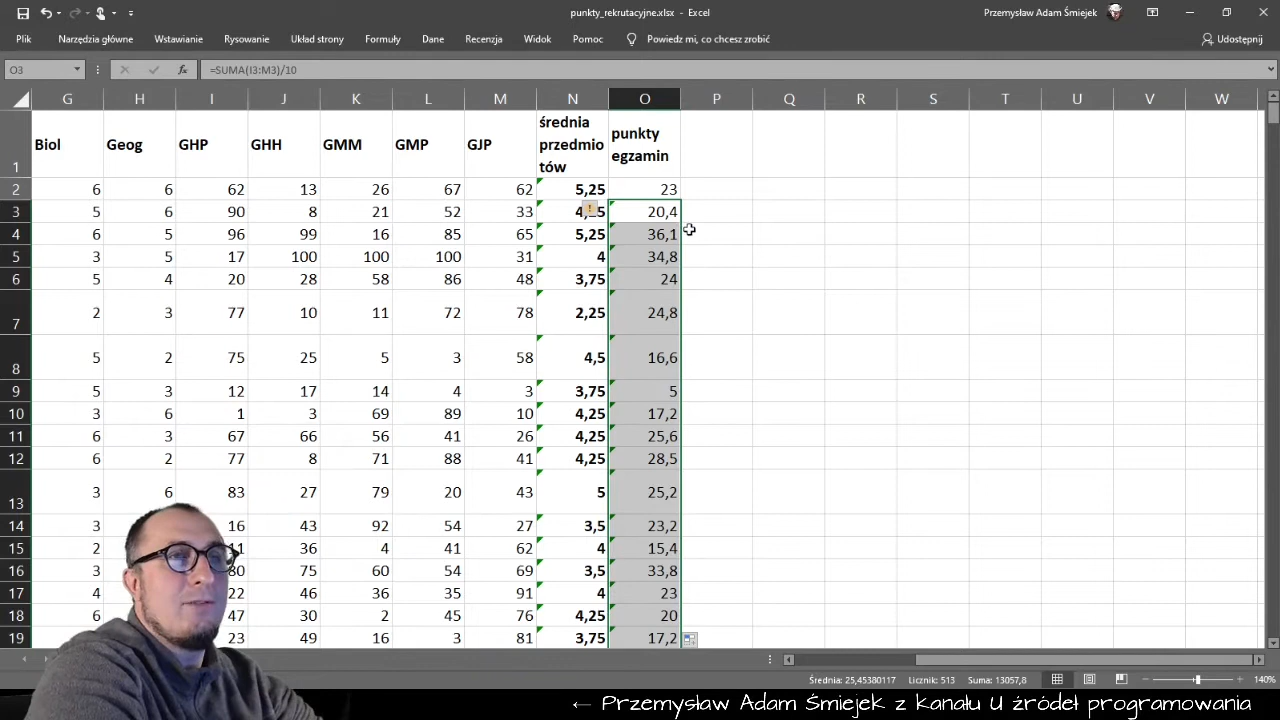 punkty_rekrutacyjne.xlsx - Excel
Przemysław Adam Śmiejek
Plik Narzędzia główne Wstawianie Rysowanie Układ strony Formuły Dane Recenzja Widok Pomoc Powiedz mi, co chcesz zrobić Udostępnij
O3 fx =SUMA(I3:M3)/10
G H I J K L M N O P Q R S T U V W
1 Biol Geog GHP GHH GMM GMP GJP średnia przedmio tów punkty egzamin
2 6 6 62 13 26 67 62 5,25 23
3 5 6 90 8 21 52 33 20,4
4 6 5 96 99 16 85 65 5,25 36,1
5 3 5 17 100 100 100 31 4 34,8
6 5 4 20 28 58 86 48 3,75 24
7 2 3 77 10 11 72 78 2,25 24,8
8 5 2 75 25 5 3 58 4,5 16,6
9 5 3 12 17 14 4 3 3,75 5
10 3 6 1 3 69 89 10 4,25 17,2
11 6 3 67 66 56 41 26 4,25 25,6
12 6 2 77 8 71 88 41 4,25 28,5
13 3 6 83 27 79 20 43 5 25,2
14 3 16 43 92 54 27 3,5 23,2
15 2 36 4 41 62 4 15,4
16 3 75 60 54 69 3,5 33,8
17 4 22 46 36 35 91 4 23
18 6 47 30 2 45 76 4,25 20
19 23 49 16 3 81 3,75 17,2
Średnia: 25,45380117 Licznik: 513 Suma: 13057,8 140%
← Przemysław Adam Śmiejek z kanału U źródeł programowania